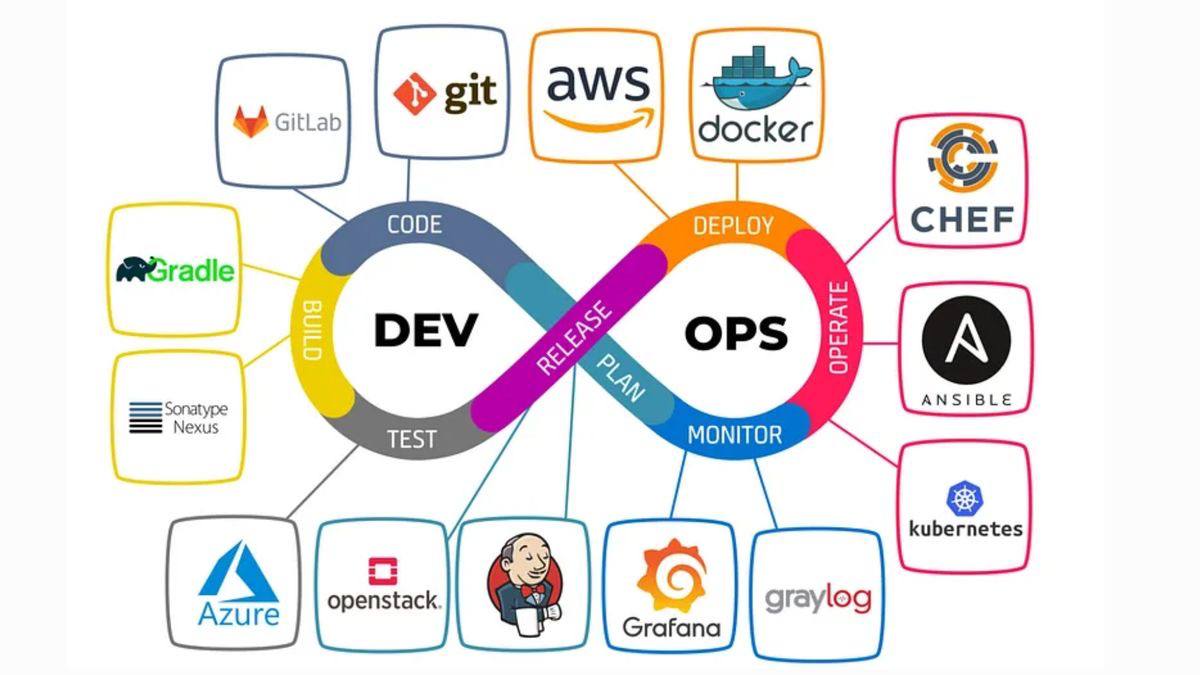 GitLab
git
aws
docker
CHEF
Gradle
CODE
DEPLOY
BUILD
DEV
RELEASE
OPS
OPERATE
ANSIBLE
PLAN
Sonatype
Nexus
TEST
MONITOR
kubernetes
Azure
openstack.
Grafana
graylog